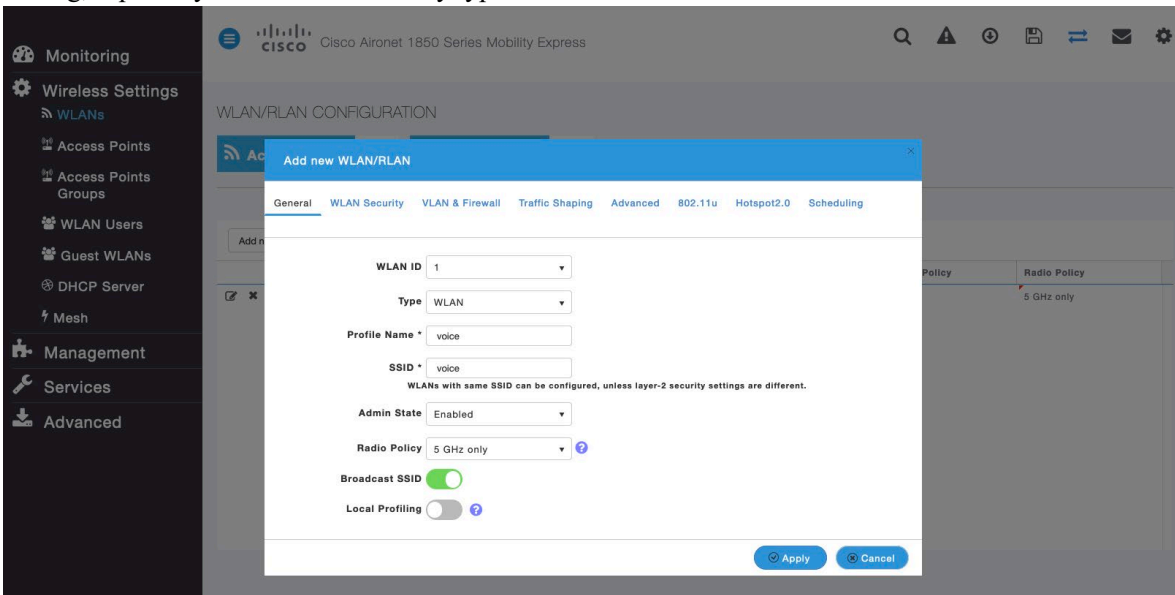 Monitoring
Wireless Settings
WLANs
Access Points
Access Points
Groups
WLAN Users
Guest WLANs
DHCP Server
Mesh
Management
Services
Advanced
CISCO
Cisco Aironet 1850 Series Mobility Express
WLAN/RLAN CONFIGURATION
Ac
Add n
Policy
Radio Policy
5 GHz only
Add new WLAN/RLAN
General WLAN Security VLAN & Firewall Traffic Shaping Advanced 802.11u Hotspot2.0 Scheduling
WLAN ID 1
Type WLAN
Profile Name * voice
SSID * voice
WLANs with same SSID can be configured, unless layer-2 security settings are different.
Admin State Enabled
Radio Policy 5 GHz only
Broadcast SSID
Local Profiling
Apply Cancel